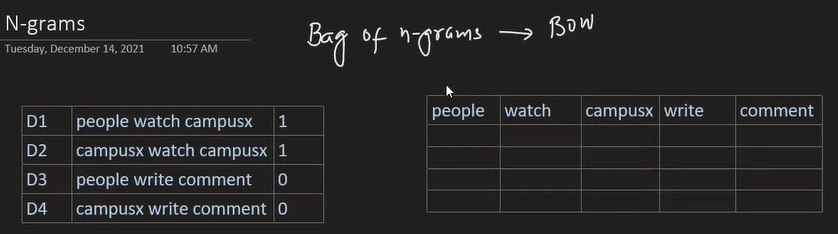 N-grams
Tuesday, December 14, 2021 10:57 AM
Bag of n-grams → BOW
D1 people watch campusx 1
D2 campusx watch campusx 1
D3 people write comment 0
D4 campusx write comment 0
people watch campusx write comment